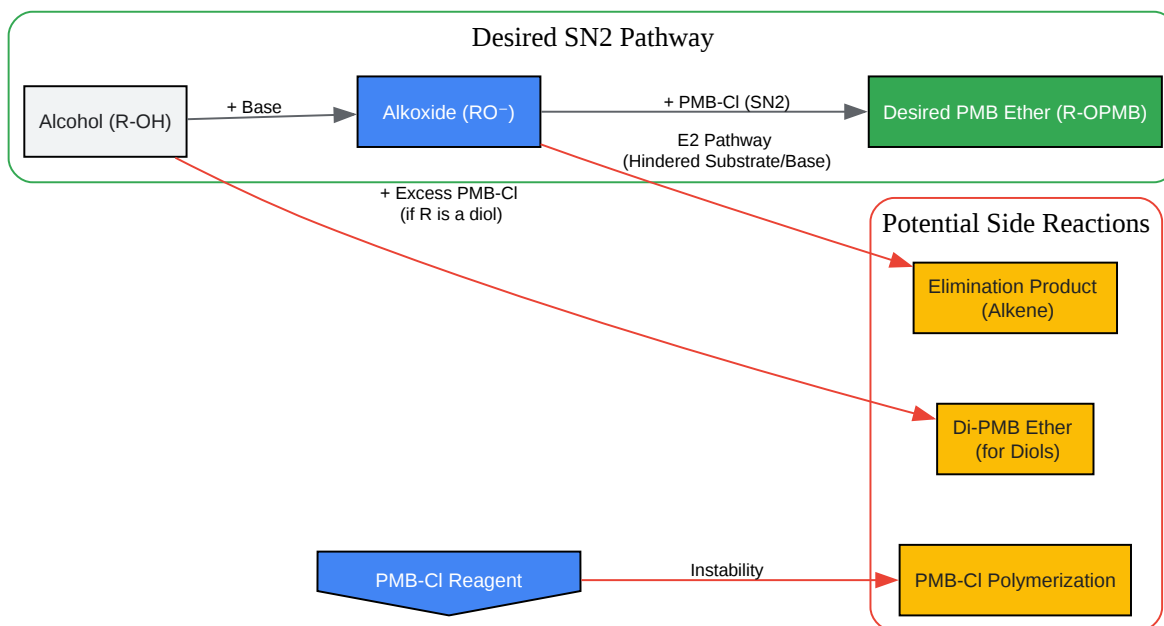 Desired SN2 Pathway
Alcohol (R-OH)
+ Base
Alkoxide (RO⁻)
+ PMB-Cl (SN2)
Desired PMB Ether (R-OPMB)
E2 Pathway
(Hindered Substrate/Base)
+ Excess PMB-Cl
(if R is a diol)
Potential Side Reactions
Elimination Product
(Alkene)
Di-PMB Ether
(for Diols)
PMB-Cl Reagent
Instability
PMB-Cl Polymerization